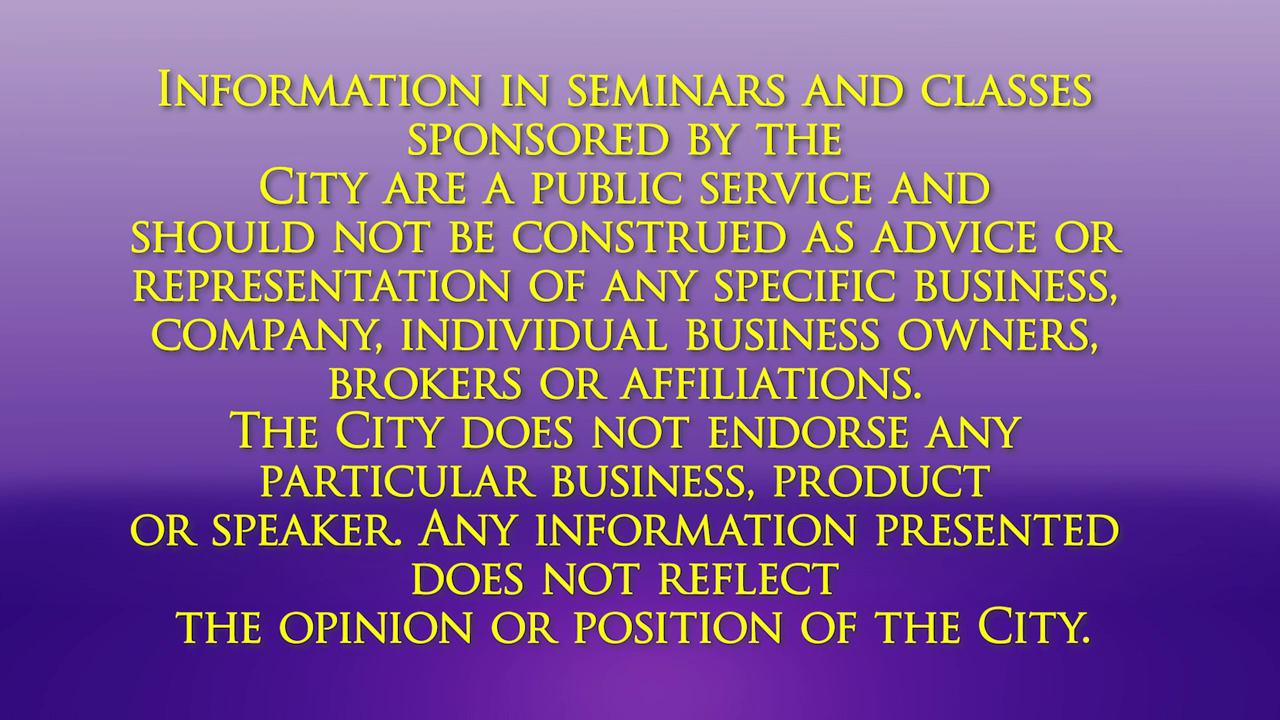 Information in seminars and classes
sponsored by the
City are a public service and
should not be construed as advice or
representation of any specific business,
company, individual business owners,
brokers or affiliations.
The City does not endorse any
particular business, product
or speaker. Any information presented
does not reflect
the opinion or position of the City.